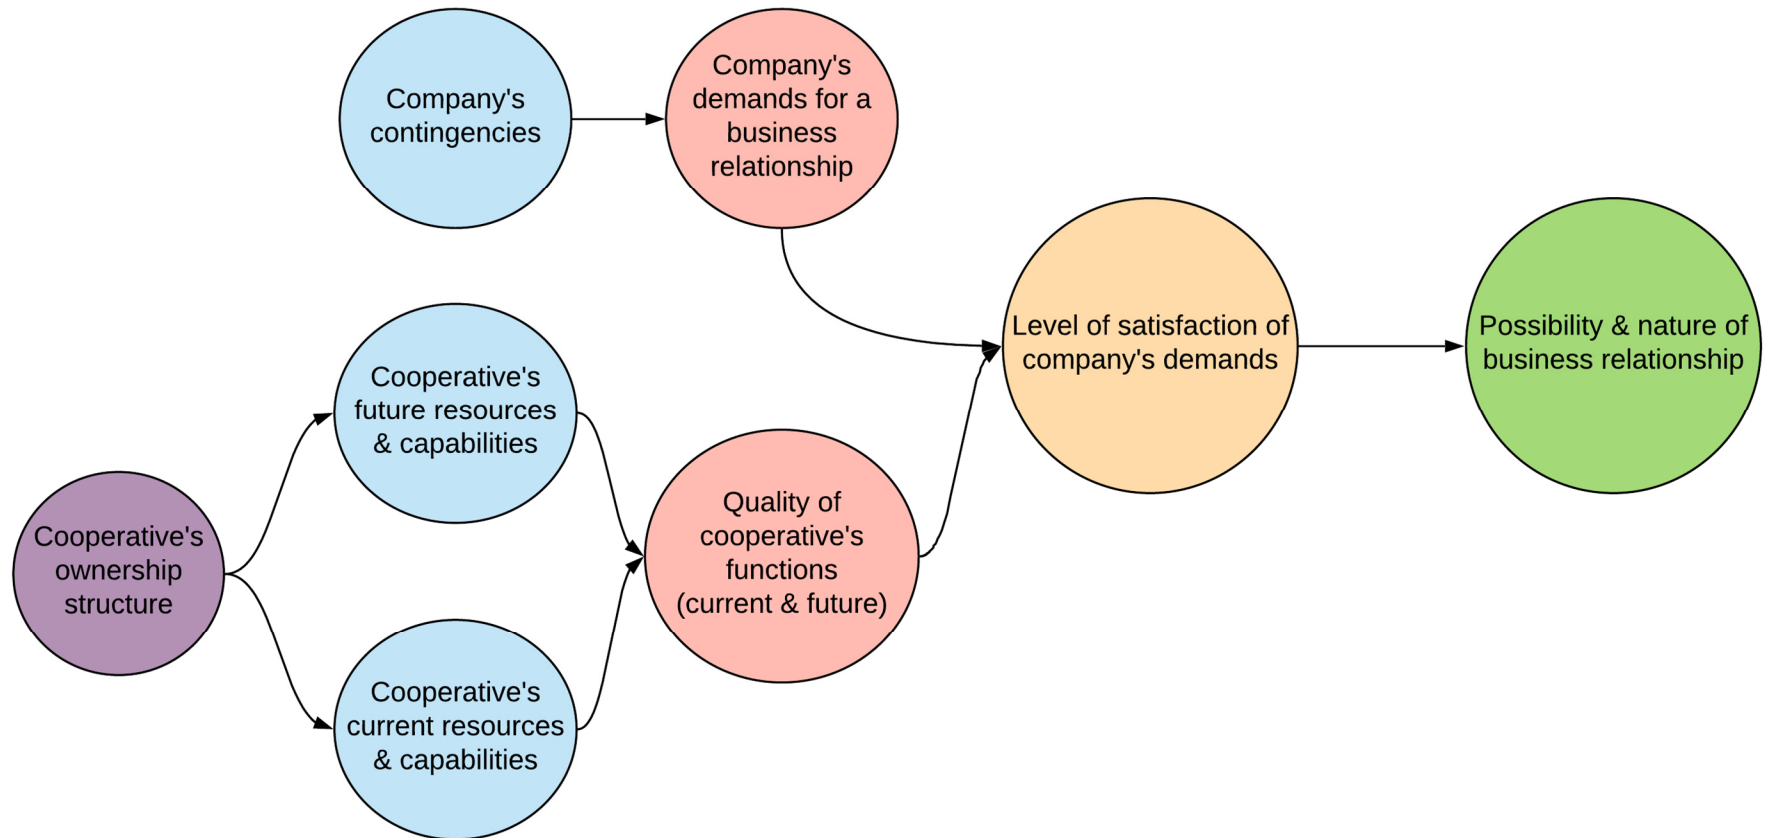 Company's
contingencies
Company's
demands for a
business
relationship
Level of satisfaction of
company's demands
Possibility & nature of
business relationship
Cooperative's
future resources
& capabilities
Cooperative's
ownership
structure
Quality of
cooperative's
functions
(current & future)
Cooperative's
current resources
& capabilities